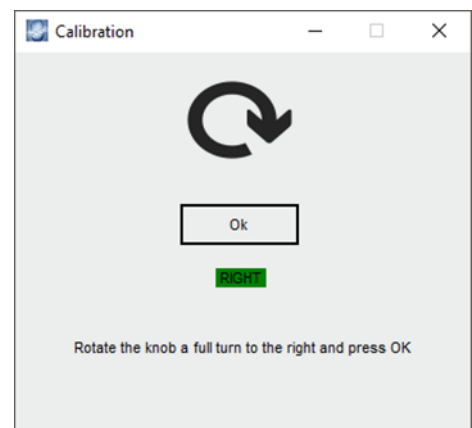 Calibration
Ok
RIGHT
Rotate the knob a full turn to the right and press OK